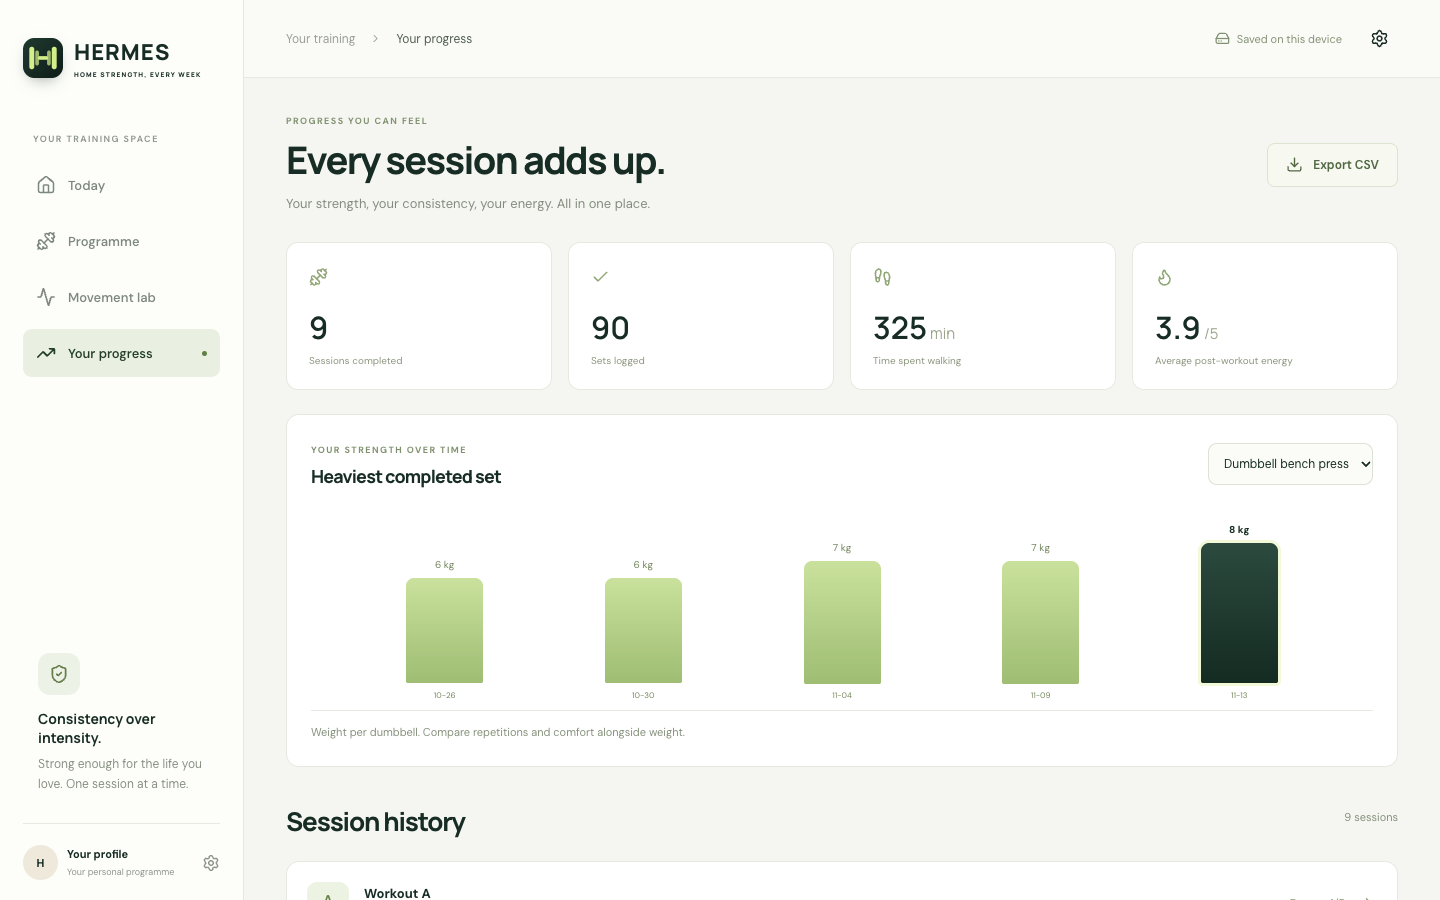 HERMES
HOME STRENGTH, EVERY WEEK
YOUR TRAINING SPACE
Today
Programme
Movement lab
Your progress
Consistency over
intensity.
Strong enough for the life you
love. One session at a time.
H
Your profile
Your personal programme
Your training
Your progress
Saved on this device
PROGRESS YOU CAN FEEL
Every session adds up.
Your strength, your consistency, your energy. All in one place.
Export CSV
9
Sessions completed
90
Sets logged
325 min
Time spent walking
3.9 /5
Average post-workout energy
YOUR STRENGTH OVER TIME
Heaviest completed set
Dumbbell bench press
6 kg
6 kg
7 kg
7 kg
8 kg
10-26
10-30
11-04
11-09
11-13
Weight per dumbbell. Compare repetitions and comfort alongside weight.
Session history
9 sessions
Workout A